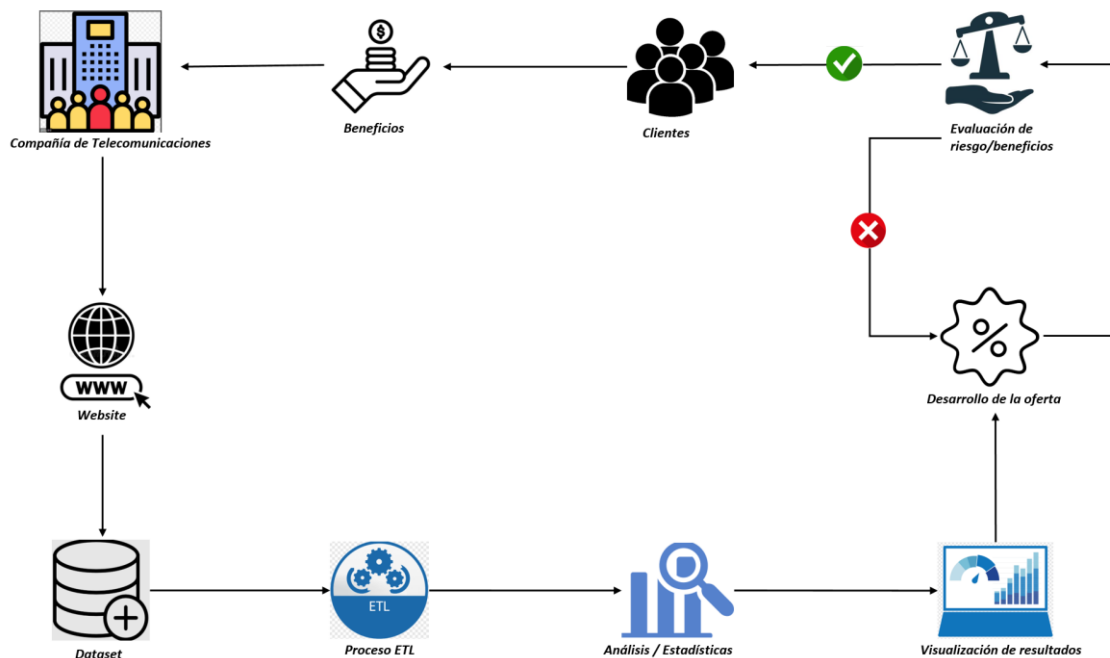 Compañía de Telecomunicaciones
$
Beneficios
Clientes
Evaluación de
riesgo/beneficios
WWW
Website
%
Desarrollo de la oferta
Dataset
ETL
Proceso ETL
Análisis / Estadísticas
Visualización de resultados